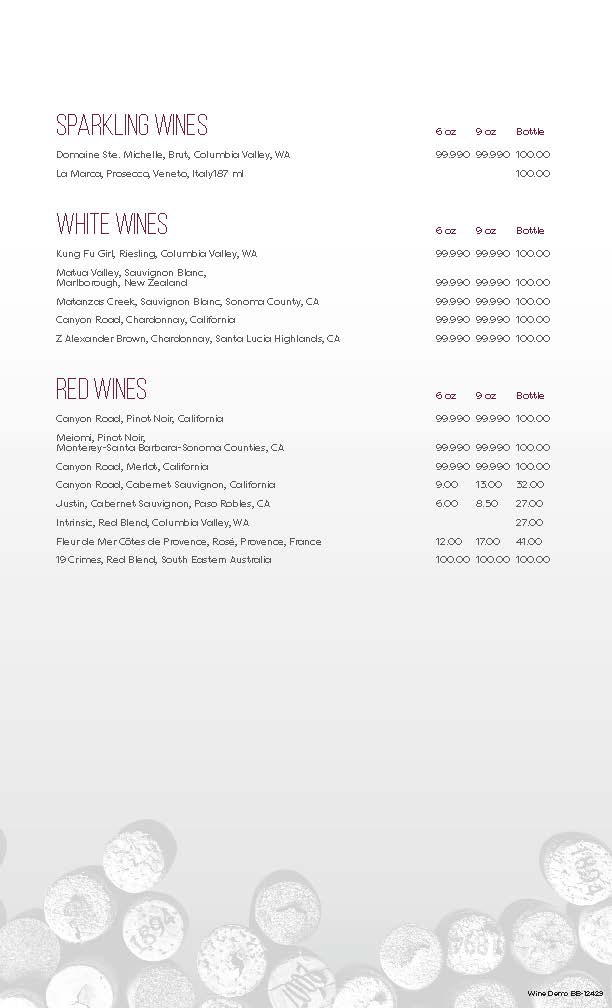 SPARKLING WINES 6 oz 9 oz Bottle
Domaine Ste. Michelle, Brut, Columbia Valley, WA 99.990 99.990 100.00
La Marca, Prosecco, Veneto, Italy187 ml 100.00
WHITE WINES 6 oz 9 oz Bottle
Kung Fu Girl, Riesling, Columbia Valley, WA 99.990 99.990 100.00
Matua Valley, Sauvignon Blanc,
Marlborough, New Zealand 99.990 99.990 100.00
Matanzas Creek, Sauvignon Blanc, Sonoma County, CA 99.990 99.990 100.00
Canyon Road, Chardonnay, California 99.990 99.990 100.00
Z Alexander Brown, Chardonnay, Santa Lucia Highlands, CA 99.990 99.990 100.00
RED WINES 6 oz 9 oz Bottle
Canyon Road, Pinot Noir, California 99.990 99.990 100.00
Meiomi, Pinot Noir,
Monterey-Santa Barbara-Sonoma Counties, CA 99.990 99.990 100.00
Canyon Road, Merlot, California 99.990 99.990 100.00
Canyon Road, Cabernet Sauvignon, California 9.00 13.00 32.00
Justin, Cabernet Sauvignon, Paso Robles, CA 6.00 8.50 27.00
Intrinsic, Red Blend, Columbia Valley, WA 27.00
Fleur de Mer Côtes de Provence, Rosé, Provence, France 12.00 17.00 41.00
19 Crimes, Red Blend, South Eastern Australia 100.00 100.00 100.00
1894
1894
1894
Wine Demo BB-12429